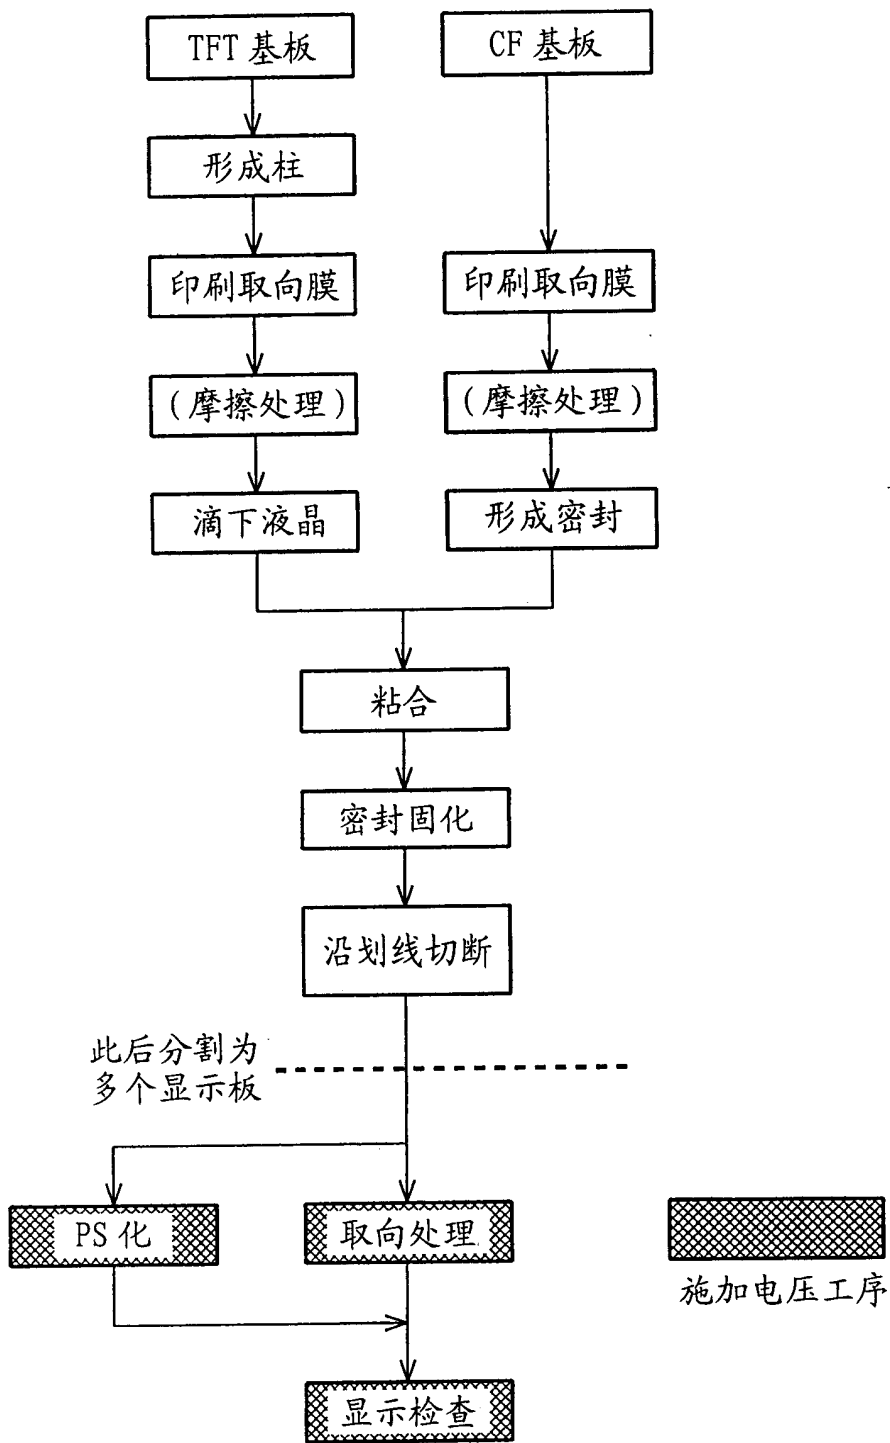 TFT 基板
CF 基板
形成柱
印刷取向膜
印刷取向膜
(摩擦处理)
(摩擦处理)
滴下液晶
形成密封
粘合
密封固化
沿划线切断
此后分割为
多个显示板
PS 化
取向处理
施加电压工序
显示检查